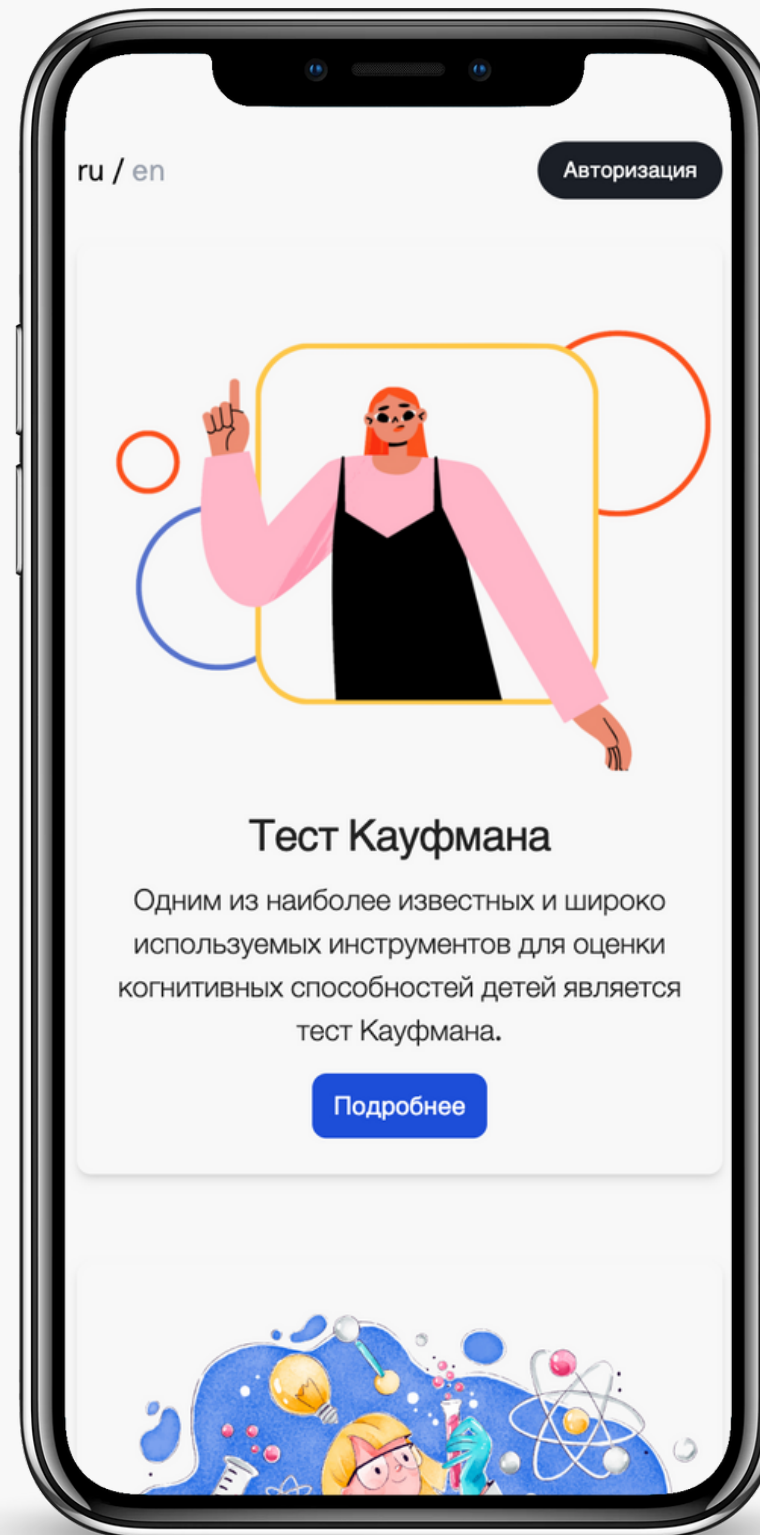 ru / en
Авторизация
Тест Кауфмана
Одним из наиболее известных и широко
используемых инструментов для оценки
когнитивных способностей детей является
тест Кауфмана.
Подробнее